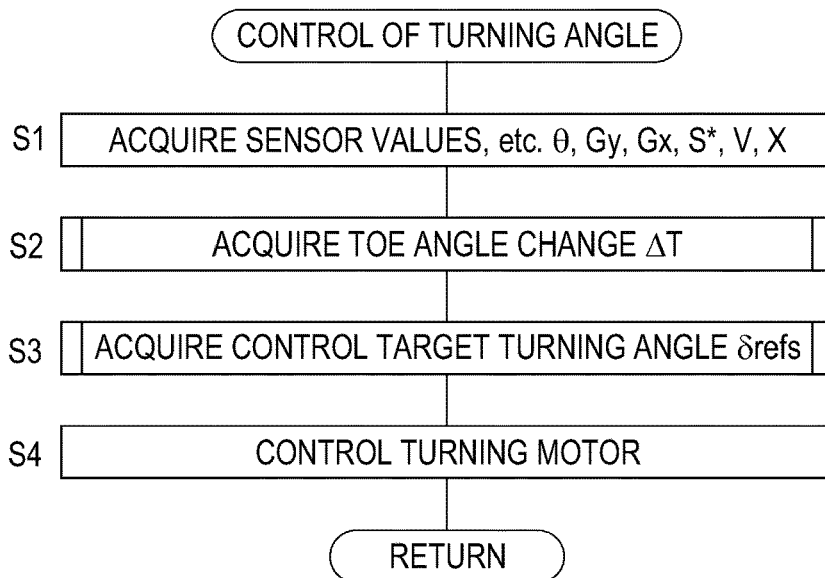 CONTROL OF TURNING ANGLE
S1 ACQUIRE SENSOR VALUES, etc. θ, Gy, Gx, S*, V, X
S2 ACQUIRE TOE ANGLE CHANGE ΔT
S3 ACQUIRE CONTROL TARGET TURNING ANGLE δrefs
S4 CONTROL TURNING MOTOR
RETURN